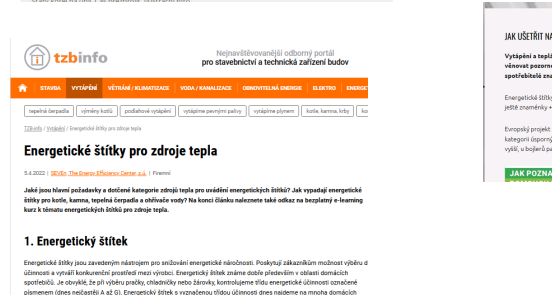 tzbinfo
Nejnavštěvovanější odborný portál
pro stavebnictví a technická zařízení budov
STAVBA VYTÁPĚNÍ VĚTRÁNÍ / KLIMATIZACE VODA / KANALIZACE OBNOVITELNÁ ENERGIE ELEKTRO ENERGE
tepelná čerpadla výměny kotlů podlahové vytápění vytápíme pevnými palivy vytápíme plynem kotle, kamna, krby
TZB-info / Vytápění / Energetické štítky pro zdroje tepla
Energetické štítky pro zdroje tepla
5.4.2022 | SEVEn, The Energy Efficiency Center, z.ú. | Firemní
Jaké jsou hlavní požadavky a dotčené kategorie zdrojů tepla pro uvádění energetických štítků? Jak vypadají energetické
štítky pro kotle, kamna, tepelná čerpadla a ohřívače vody? Na konci článku naleznete také odkaz na bezplatný e-learning
kurz k tématu energetických štítků pro zdroje tepla.
1. Energetický štítek
Energetické štítky jsou zavedeným nástrojem pro snižování energetické náročnosti. Poskytují zákazníkům možnost výběru d
účinnosti a vytváří konkurenční prostředí mezi výrobci. Energetický štítek známe dobře především v oblasti domácích
spotřebičů. Je obvyklé, že při výběru pračky, chladničky nebo žárovky, kontrolujeme třídu energetické účinnosti označené
písmenem (dnes nejčastěji A až G). Energetický štítek s vyznačenou třídou účinnosti dnes najdeme na mnoha domácích
JAK UŠETŘIT NA
Vytápění a teplá
věnovat pozorno
spotřebitelé zna
Energetické štítky
ještě znaménky +
Evropský projekt
kategorii úsporný
vyšší, u bojlerů pa
JAK POZNA